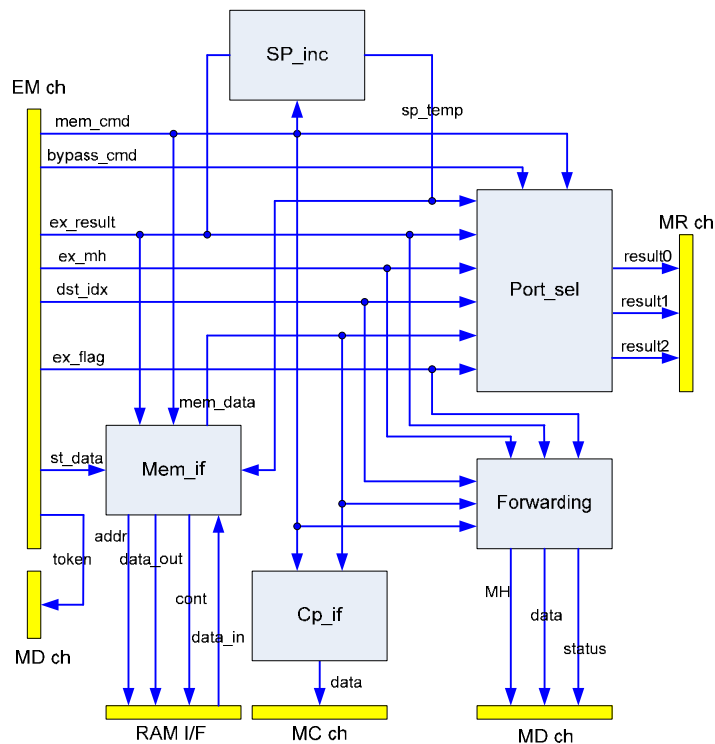 SP_inc
EM ch
sp_temp
mem_cmd
bypass_cmd
ex_result
MR ch
ex_mh
result0
dst_idx
Port_sel
result1
result2
ex_flag
mem_data
st_data
Mem_if
Forwarding
addr
token
data_out
MH
cont
Cp_if
data
data_in
status
MD ch
data
RAM I/F
MC ch
MD ch